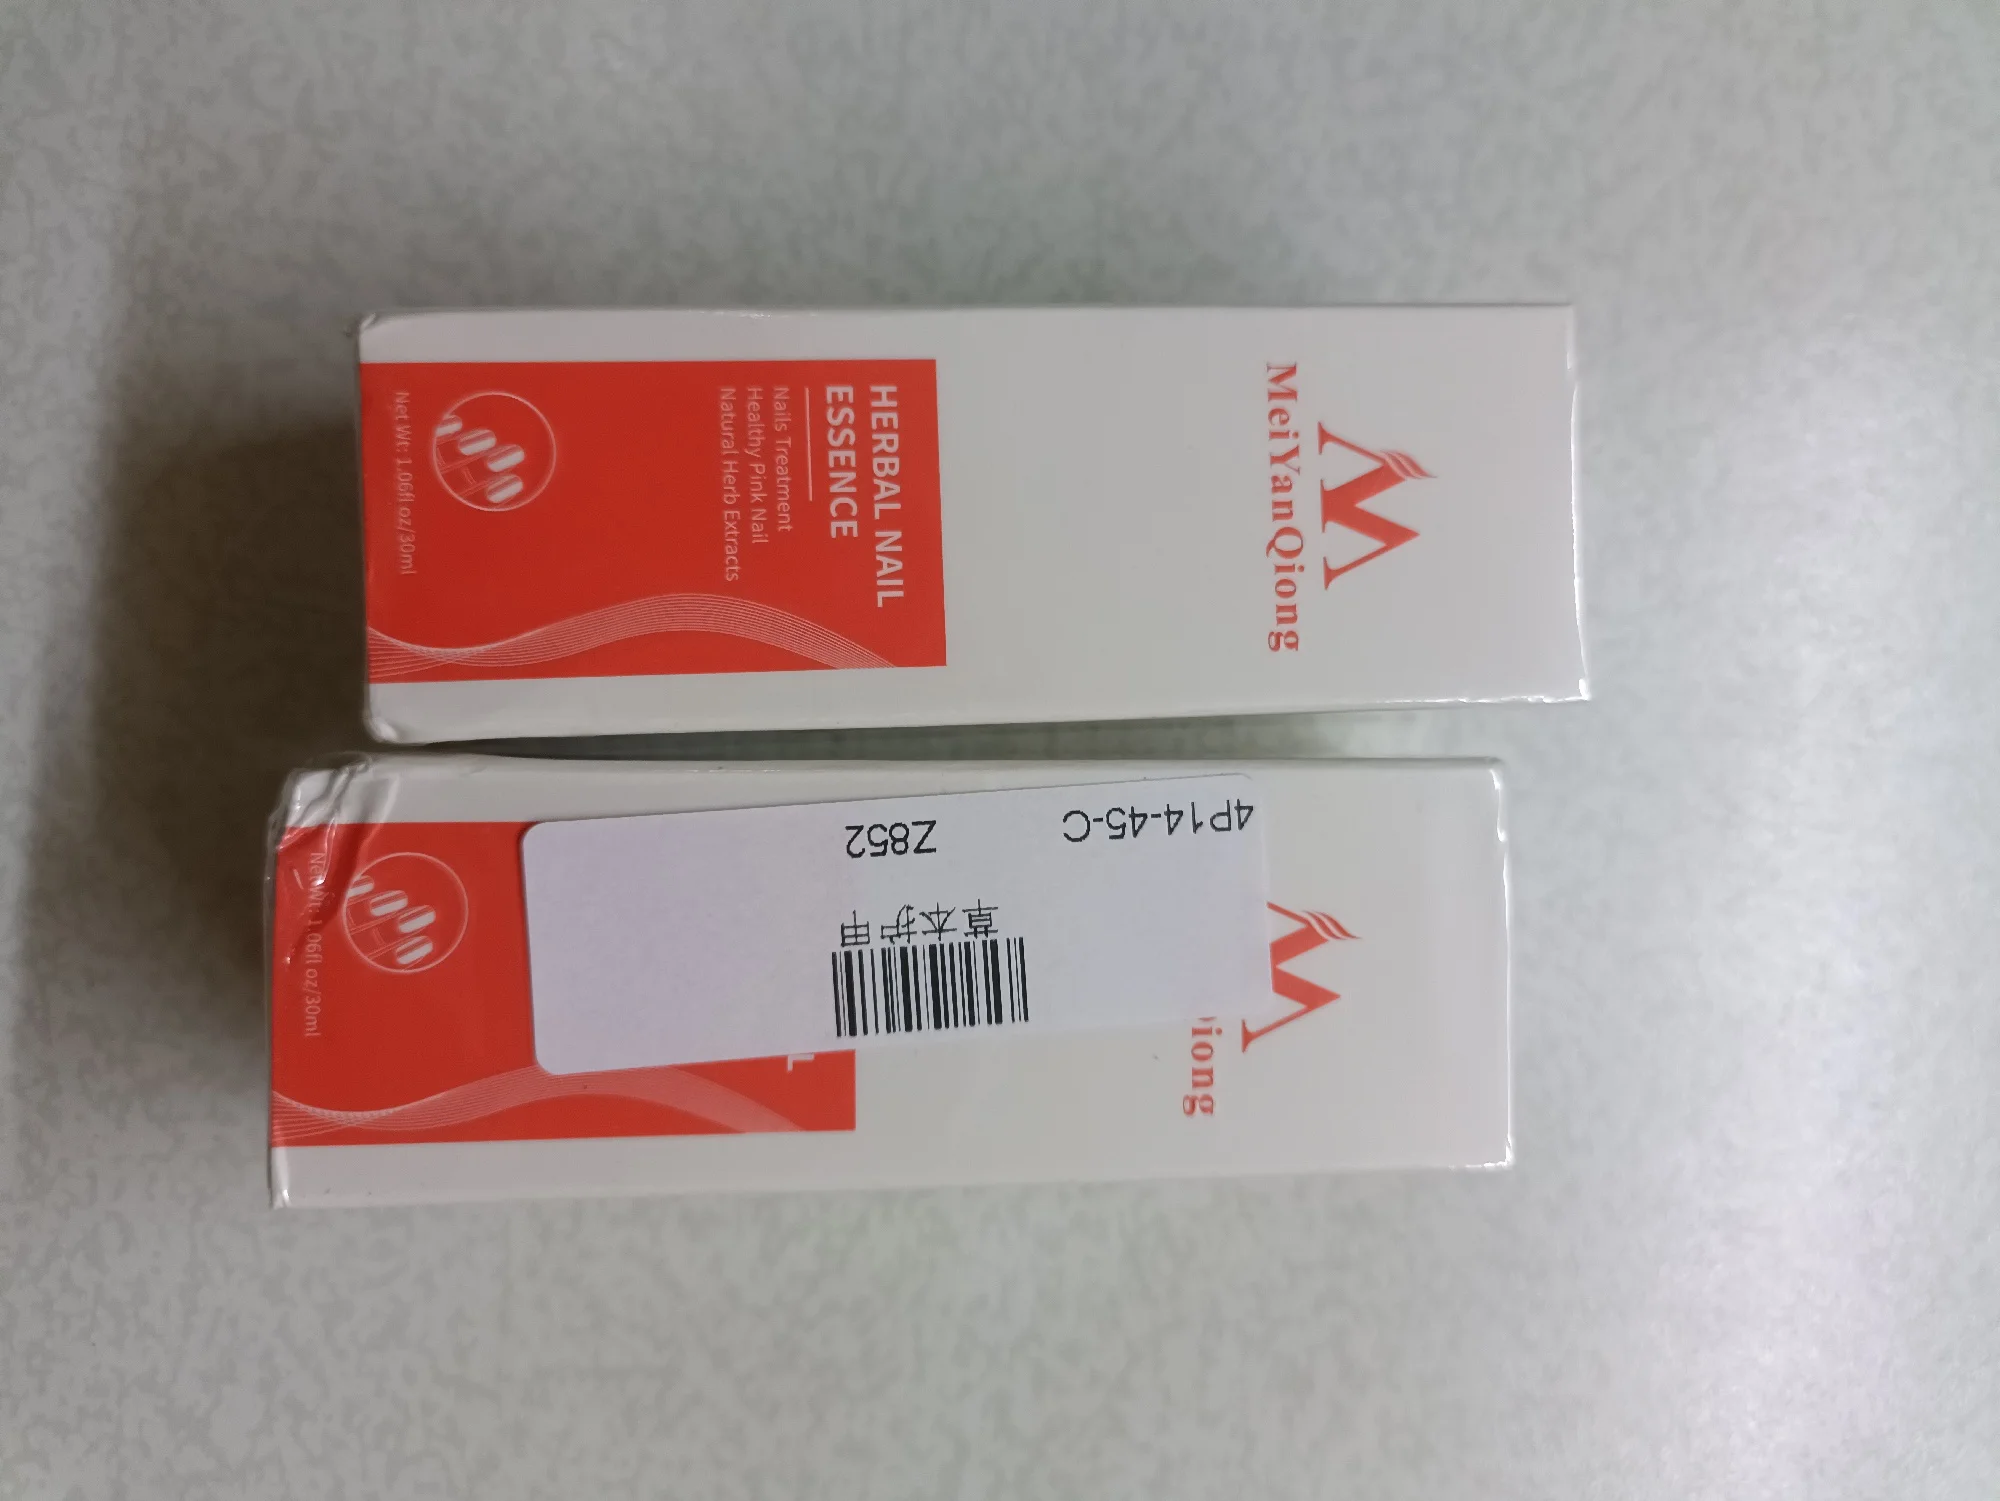 MeiYanQiong
HERBAL NAIL
ESSENCE
Nails Treatment
Healthy Pink Nail
Natural Herb Extracts
Net Wt: 1.06fl oz/30ml
4P14-45-C Z852
草本护甲
iong
L
Net Wt: 1.06fl oz/30ml